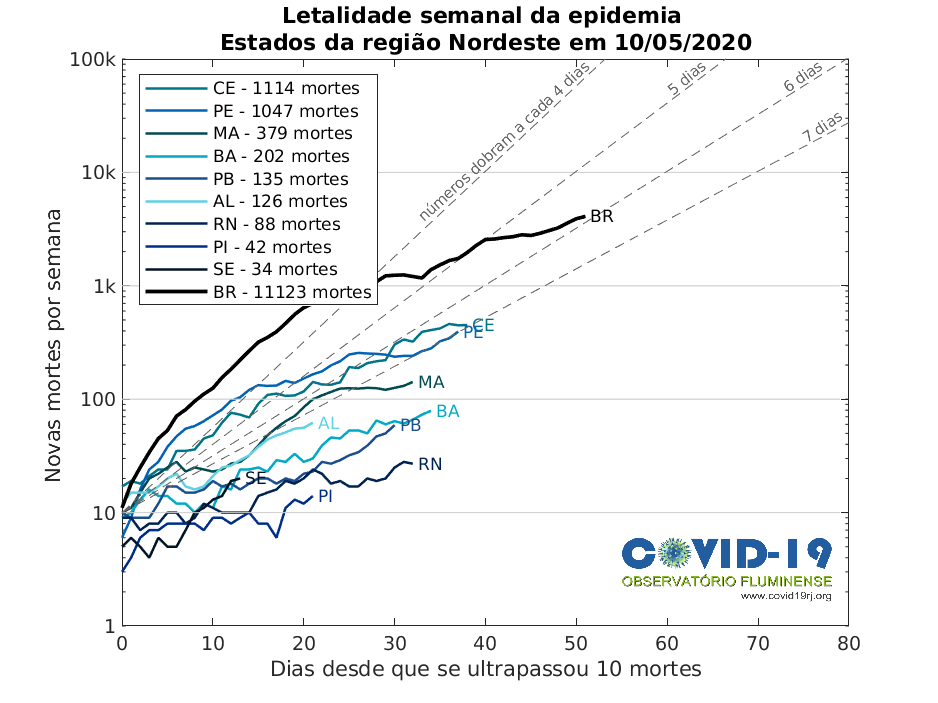 Letalidade semanal da epidemia
Estados da região Nordeste em 10/05/2020
100k
10k
1k
100
10
1
Novas mortes por semana
CE - 1114 mortes
PE - 1047 mortes
MA - 379 mortes
BA - 202 mortes
PB - 135 mortes
AL - 126 mortes
RN - 88 mortes
PI - 42 mortes
SE - 34 mortes
BR - 11123 mortes
números dobram a cada 4 dias
5 dias
6 dias
7 dias
BR
CE
PE
MA
BA
AL
PB
RN
SE
PI
COVID-19
OBSERVATÓRIO FLUMINENSE
www.covid19rj.org
0 10 20 30 40 50 60 70 80
Dias desde que se ultrapassou 10 mortes